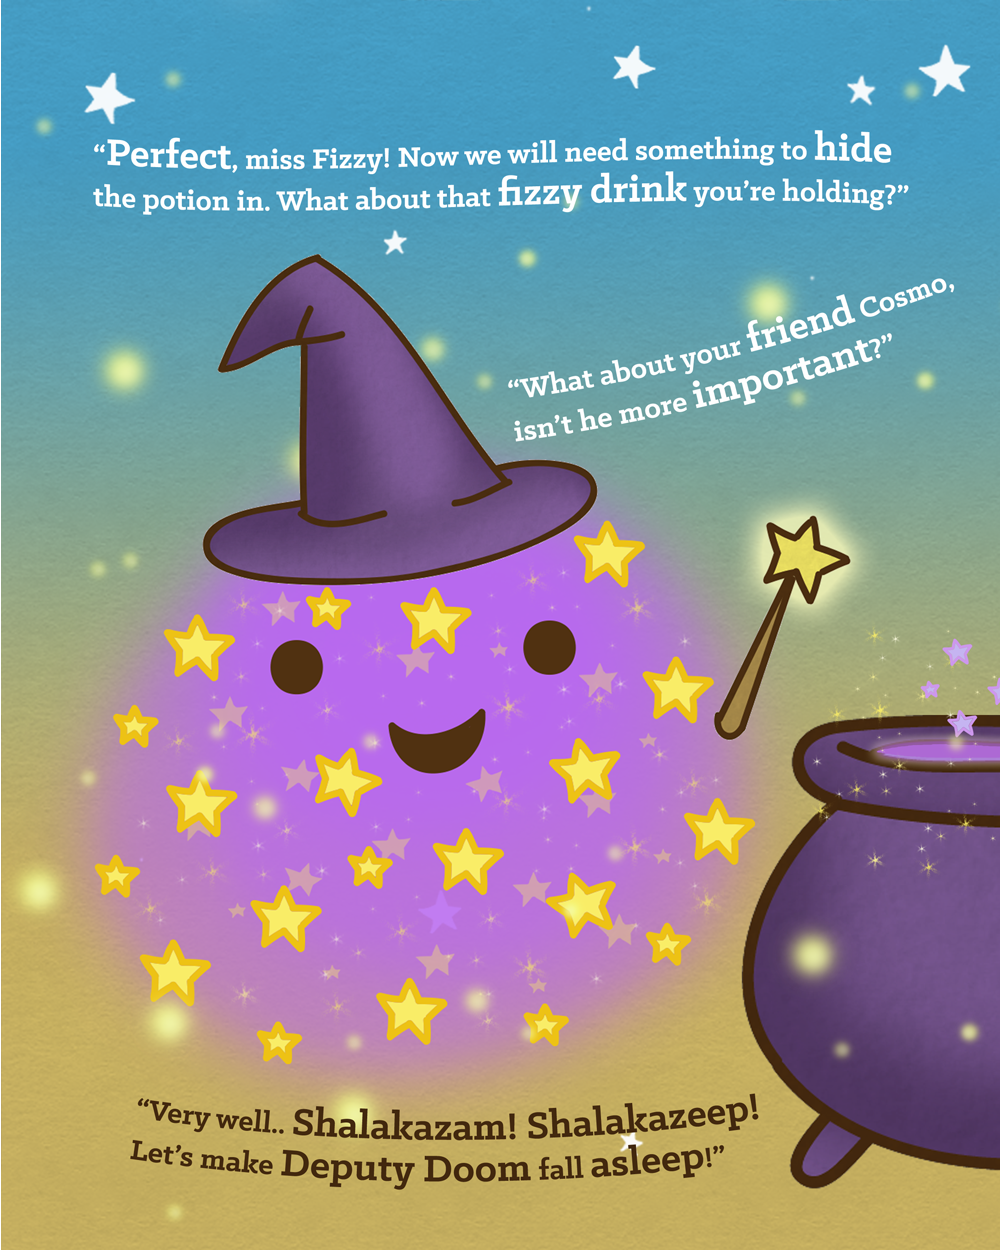 “Perfect, miss Fizzy! Now we will need something to hide
the potion in. What about that fizzy drink you’re holding?”
“What about your friend Cosmo,
isn’t he more important?”
“Very well.. Shalakazam! Shalakazeep!
Let’s make Deputy Doom fall asleep!”